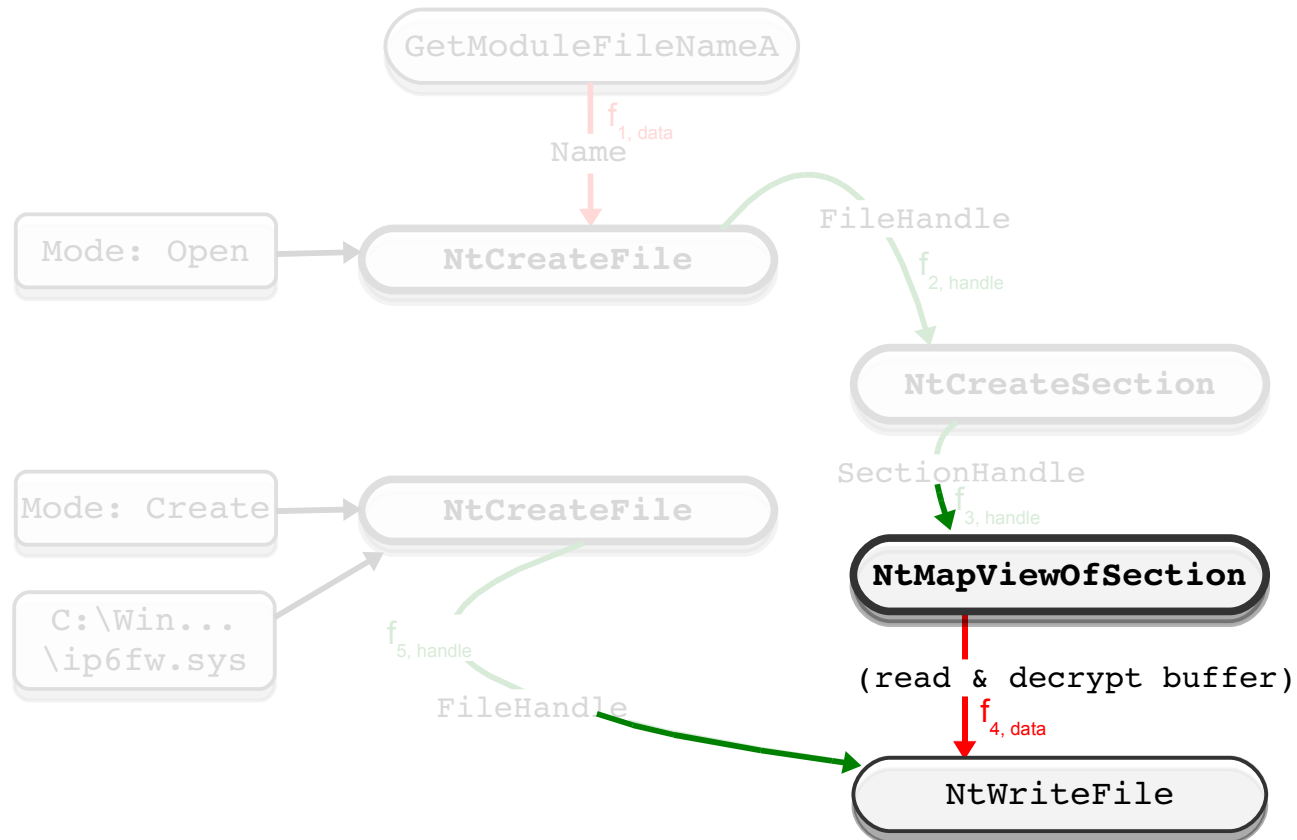 GetModuleFileNameA
f1, data
Name
FileHandle
Mode: Open
NtCreateFile
f2, handle
NtCreateSection
SectionHandle
f3, handle
Mode: Create
NtCreateFile
NtMapViewOfSection
C:\Win...
\ip6fw.sys
f5, handle
(read & decrypt buffer)
FileHandle
f4, data
NtWriteFile